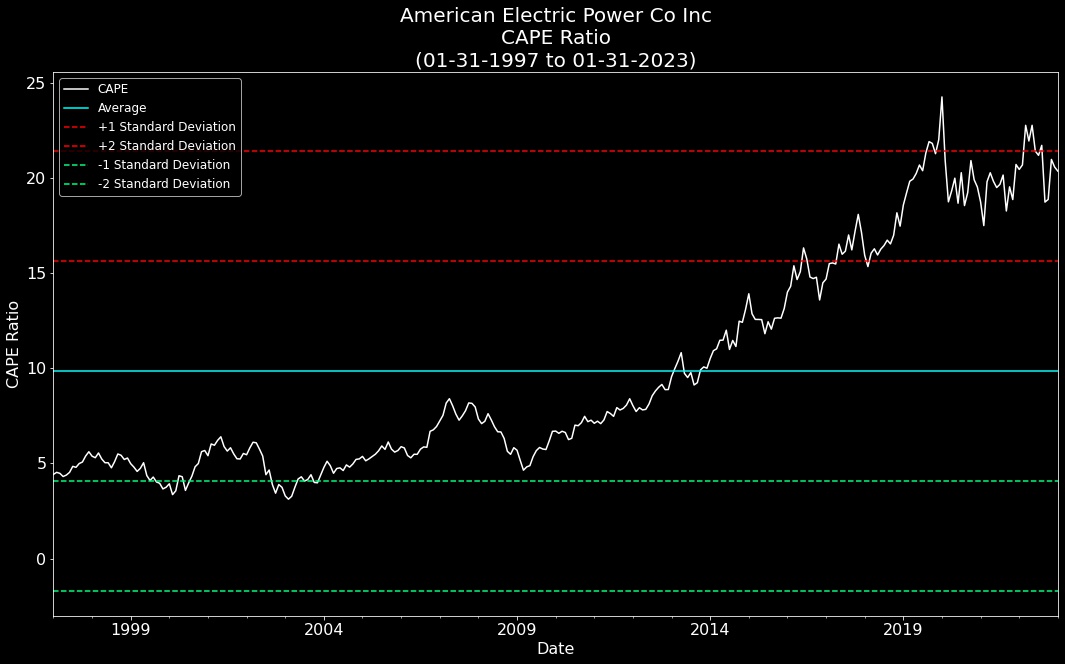 American Electric Power Co Inc
CAPE Ratio
(01-31-1997 to 01-31-2023)
CAPE
Average
+1 Standard Deviation
+2 Standard Deviation
-1 Standard Deviation
-2 Standard Deviation
25
20
15
10
5
0
CAPE Ratio
1999
2004
2009
2014
2019
Date